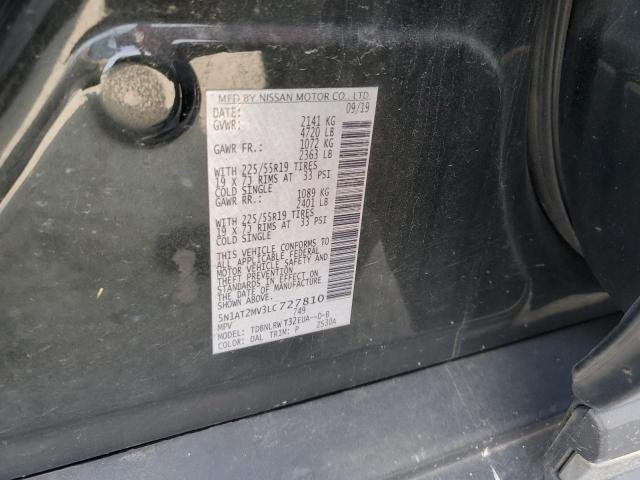 MFD BY NISSAN MOTOR CO., LTD.
DATE: 09/19
GVWR: 2141 KG
4720 LB
GAWR FR.: 1072 KG
2363 LB
WITH 225/55R19 TIRES
19 X 7J RIMS AT 33 PSI
COLD SINGLE
GAWR RR.: 1089 KG
2401 LB
WITH 225/55R19 TIRES
19 X 7J RIMS AT 33 PSI
COLD SINGLE
THIS VEHICLE CONFORMS TO
ALL APPLICABLE FEDERAL
MOTOR VEHICLE SAFETY AND
THEFT PREVENTION
STANDARDS IN EFFECT ON
THE DATE OF MANUFACTURE
SHOWN ABOVE.
5N1AT2MV3LC727810
MPV 749
MODEL: TDBNLRWT32EUA--D-B
COLOR: DAL TRIM: P 2S30A